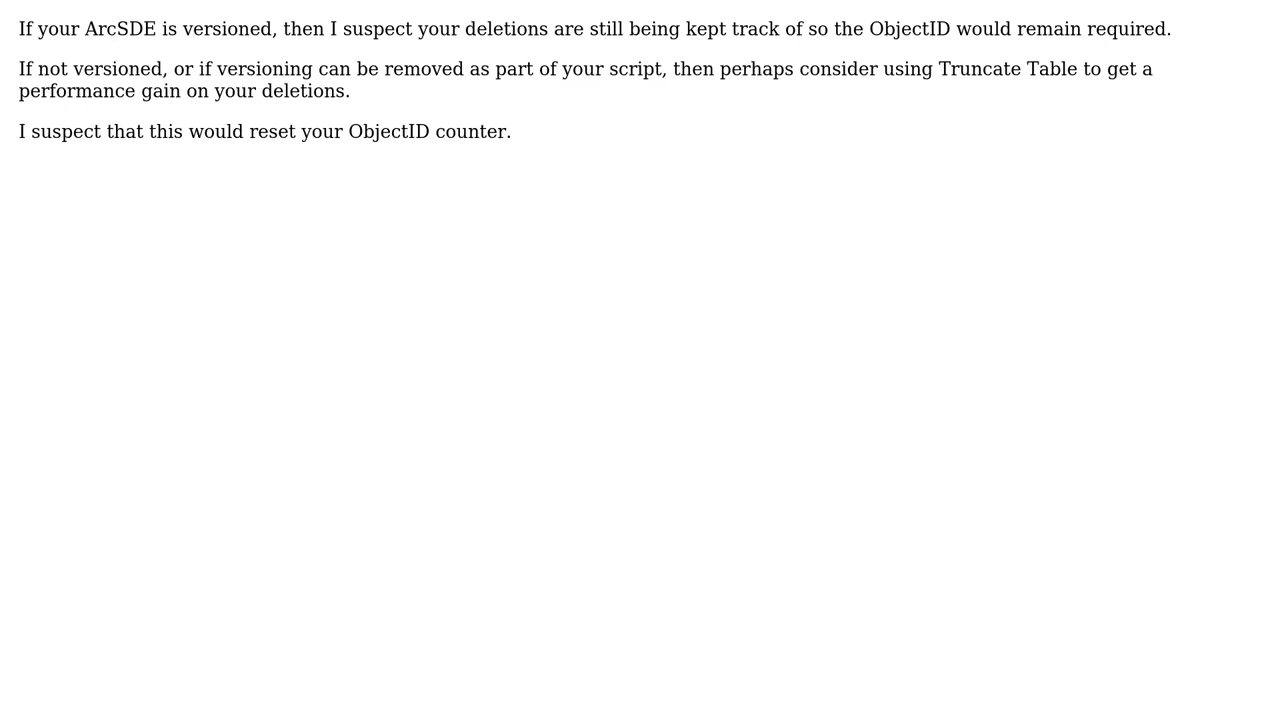 If your ArcSDE is versioned, then I suspect your deletions are still being kept track of so the ObjectID would remain required.
If not versioned, or if versioning can be removed as part of your script, then perhaps consider using Truncate Table to get a
performance gain on your deletions.
I suspect that this would reset your ObjectID counter.